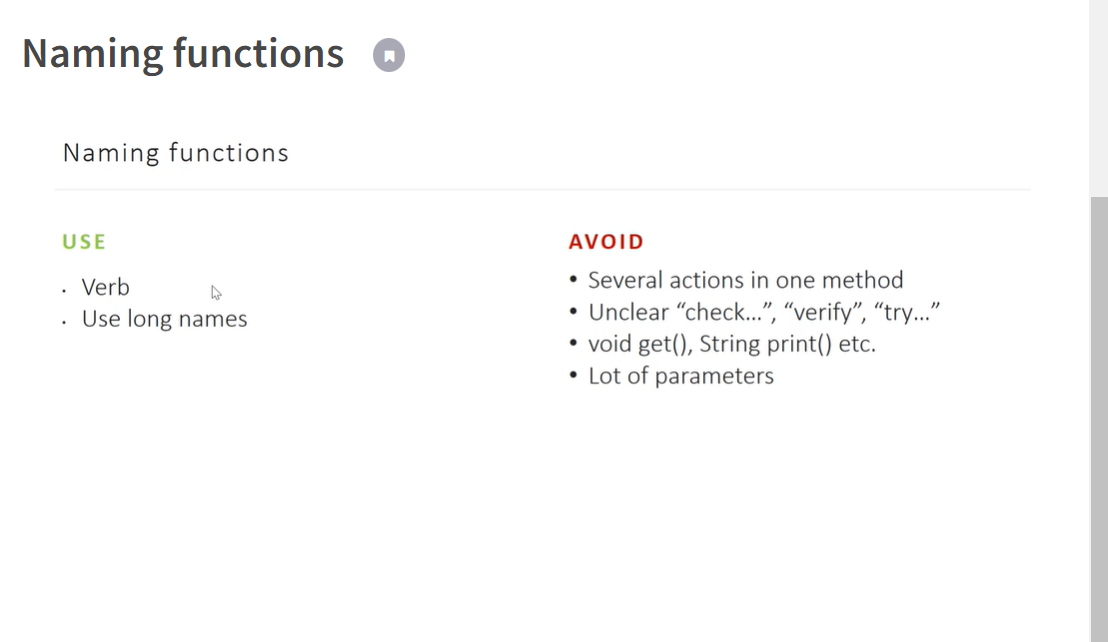 Naming functions
Naming functions
USE
• Verb
• Use long names
AVOID
• Several actions in one method
• Unclear “check...”, “verify”, “try...”
• void get(), String print() etc.
• Lot of parameters